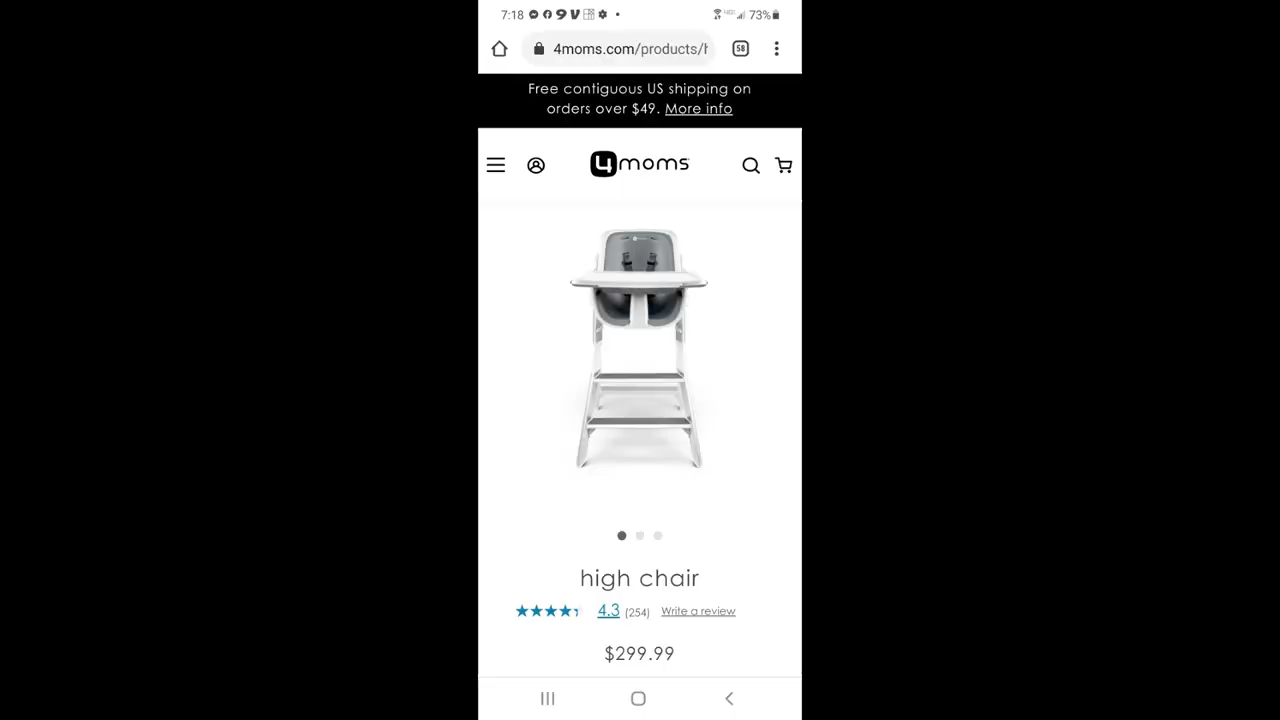 7:18 73%
4moms.com/products/h
58
Free contiguous US shipping on
orders over $49. More info
4moms
high chair
4.3 (254) Write a review
$299.99